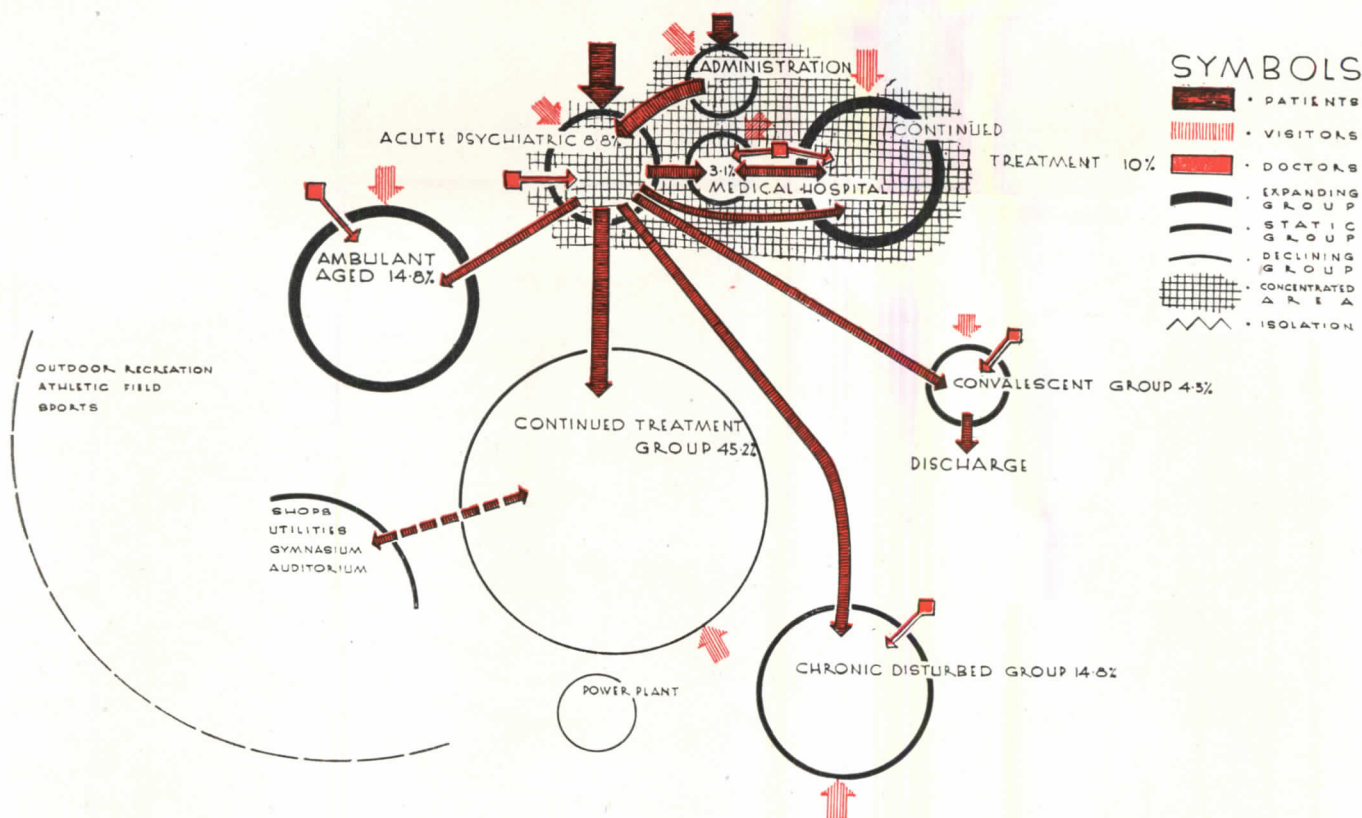 ADMINISTRATION
ACUTE PSYCHIATRIC 8·8%
CONTINUED
TREATMENT 10%
3·1%
MEDICAL HOSPITAL
AMBULANT
AGED 14·8%
OUTDOOR RECREATION
ATHLETIC FIELD
SPORTS
CONTINUED TREATMENT
GROUP 45·2%
CONVALESCENT GROUP 4·3%
DISCHARGE
SHOPS
UTILITIES
GYMNASIUM
AUDITORIUM
CHRONIC DISTURBED GROUP 14·8%
POWER PLANT
SYMBOLS
· PATIENTS
· VISITORS
· DOCTORS
· EXPANDING
GROUP
· STATIC
GROUP
· DECLINING
GROUP
· CONCENTRATED
AREA
· ISOLATION